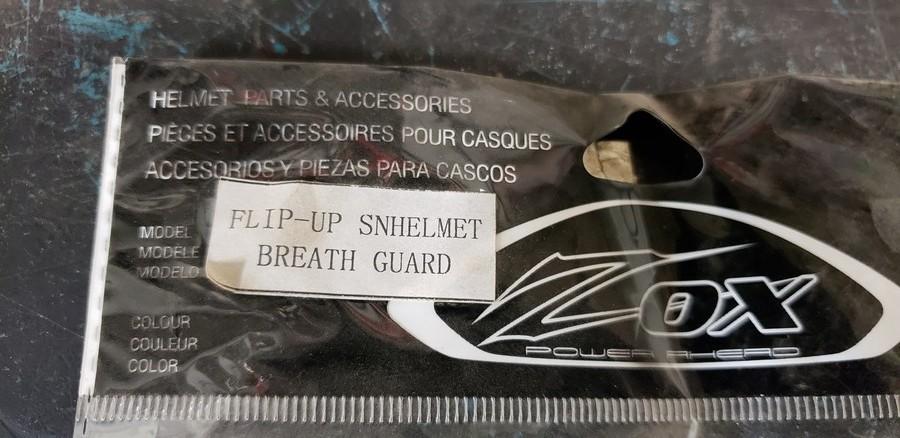 HELMET PARTS & ACCESSORIES
PIÈCES ET ACCESSOIRES POUR CASQUES
ACCESORIOS Y PIEZAS PARA CASCOS
MODEL
MODÈLE
MODELO
FLIP-UP SNHELMET
BREATH GUARD
COLOUR
COULEUR
COLOR
ZOX
POWER AHEAD